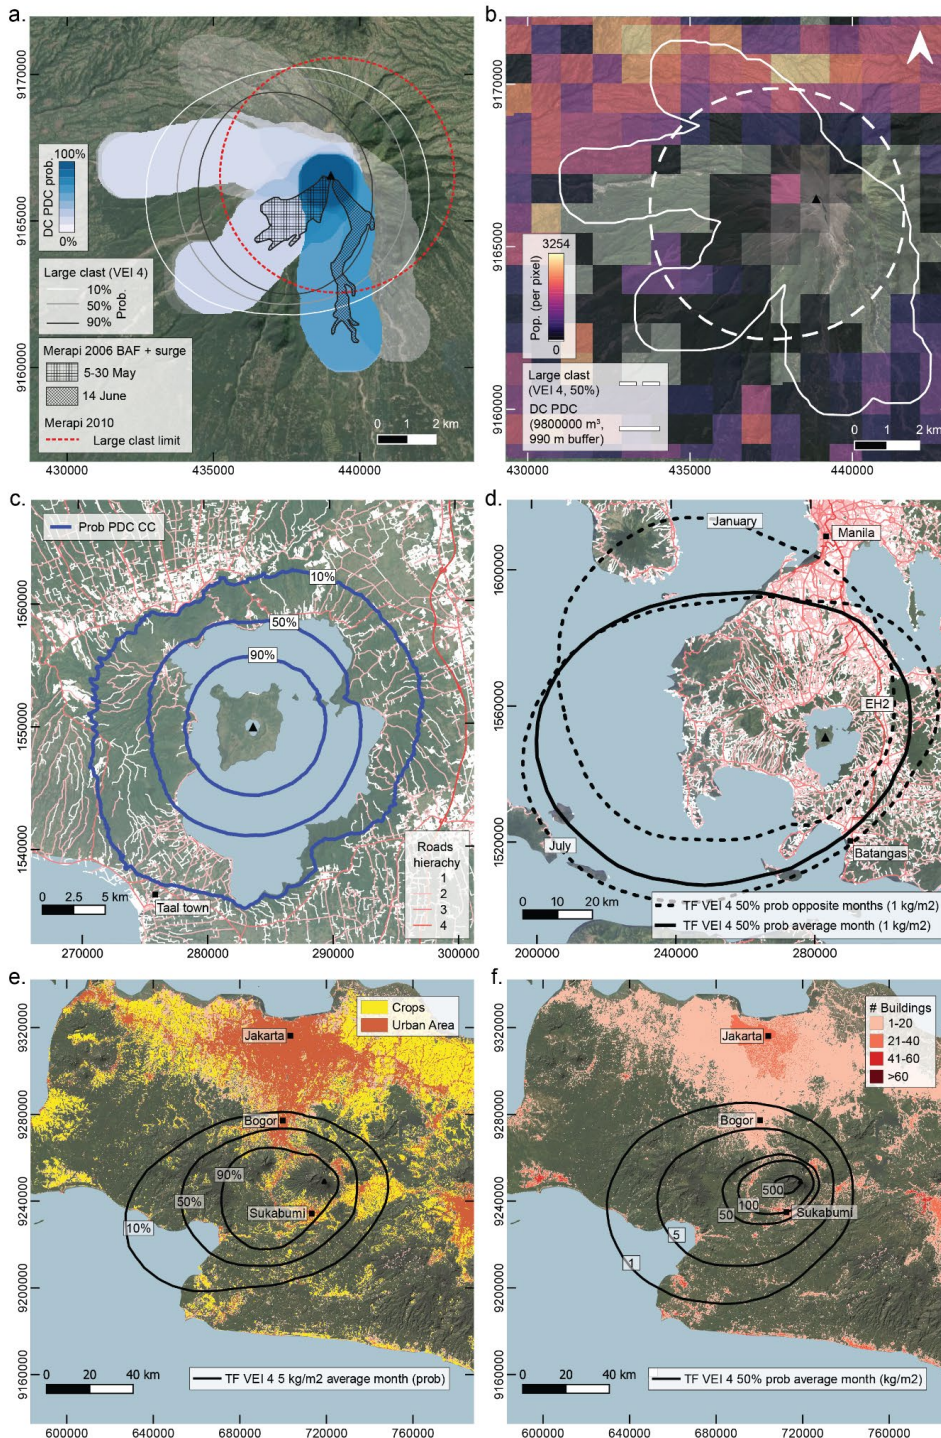 a.
9170000
9165000
9160000
100%
DC PDC prob.
0%
Large clast (VEI 4)
10%
50%
90%
Prob.
Merapi 2006 BAF + surge
5-30 May
14 June
Merapi 2010
Large clast limit
0 1 2 km
430000 435000 440000
b.
9170000
9165000
9160000
3254
Pop. (per pixel)
0
Large clast
(VEI 4, 50%)
DC PDC
(9800000 m³,
990 m buffer)
0 1 2 km
430000 435000 440000
c.
1560000
1550000
1540000
Prob PDC CC
10%
50%
90%
Roads
hierachy
1
2
3
4
0 2.5 5 km
Taal town
270000 280000 290000 300000
d.
1600000
1560000
1520000
January
Manila
EH2
July
Batangas
0 10 20 km
TF VEI 4 50% prob opposite months (1 kg/m2)
TF VEI 4 50% prob average month (1 kg/m2)
200000 240000 280000
e.
9320000
9280000
9240000
9200000
9160000
Crops
Urban Area
Jakarta
Bogor
90%
50%
10%
Sukabumi
0 20 40 km
TF VEI 4 5 kg/m2 average month (prob)
600000 640000 680000 720000 760000
f.
9320000
9280000
9240000
9200000
9160000
# Buildings
1-20
21-40
41-60
>60
Jakarta
Bogor
500
100
50
Sukabumi
5
1
0 20 40 km
TF VEI 4 50% prob average month (kg/m2)
600000 640000 680000 720000 760000